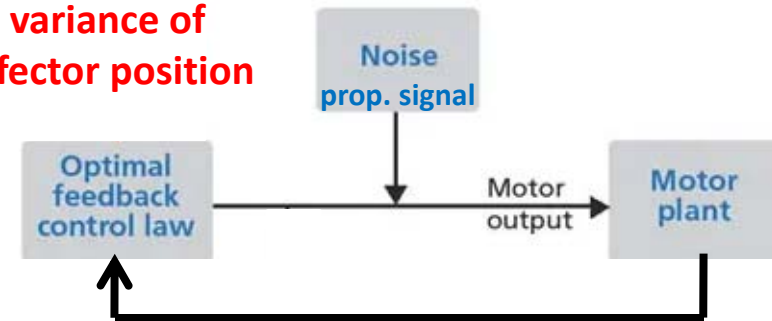 variance of
fector position
Noise
prop. signal
Optimal
feedback
control law
Motor
output
Motor
plant